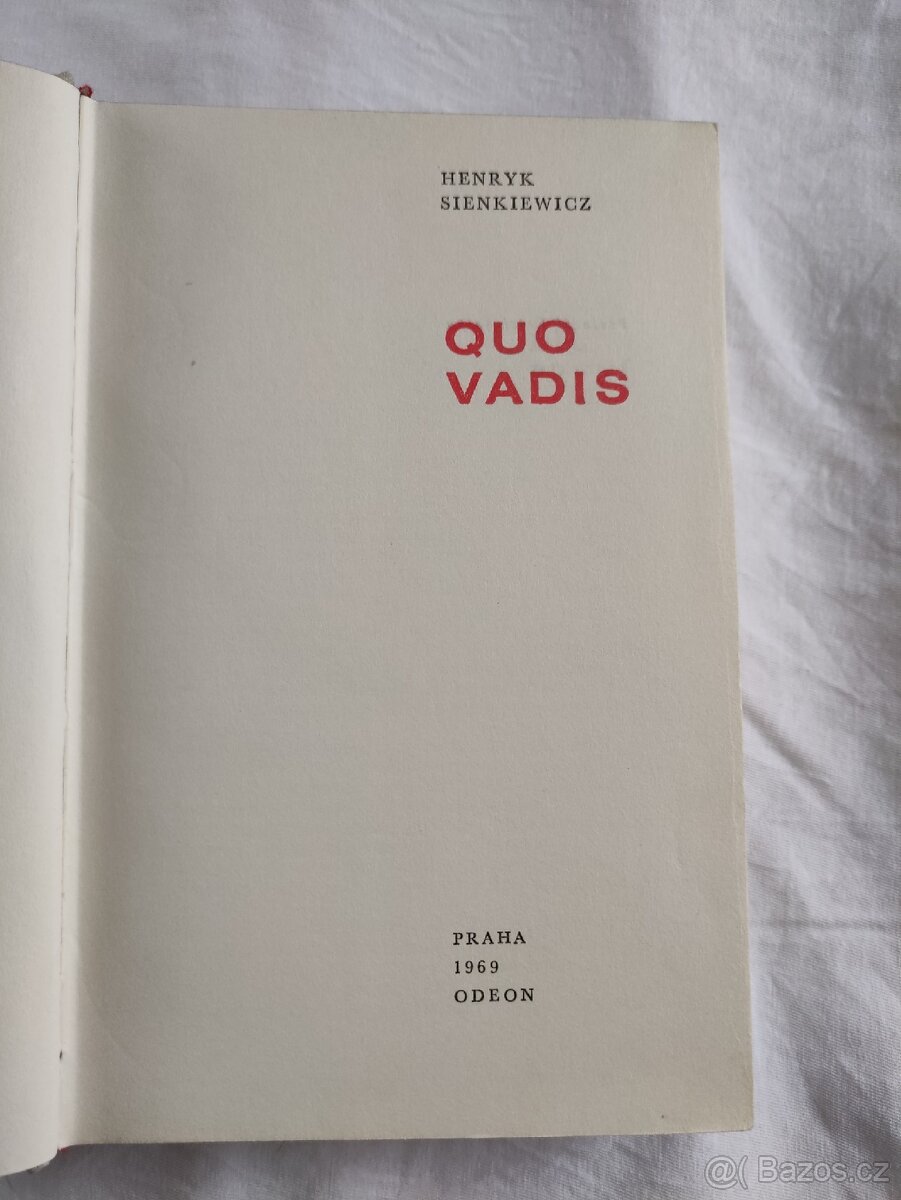 HENRYK
SIENKIEWICZ
QUO
VADIS
PRAHA
1969
ODEON
@( Bazos.cz